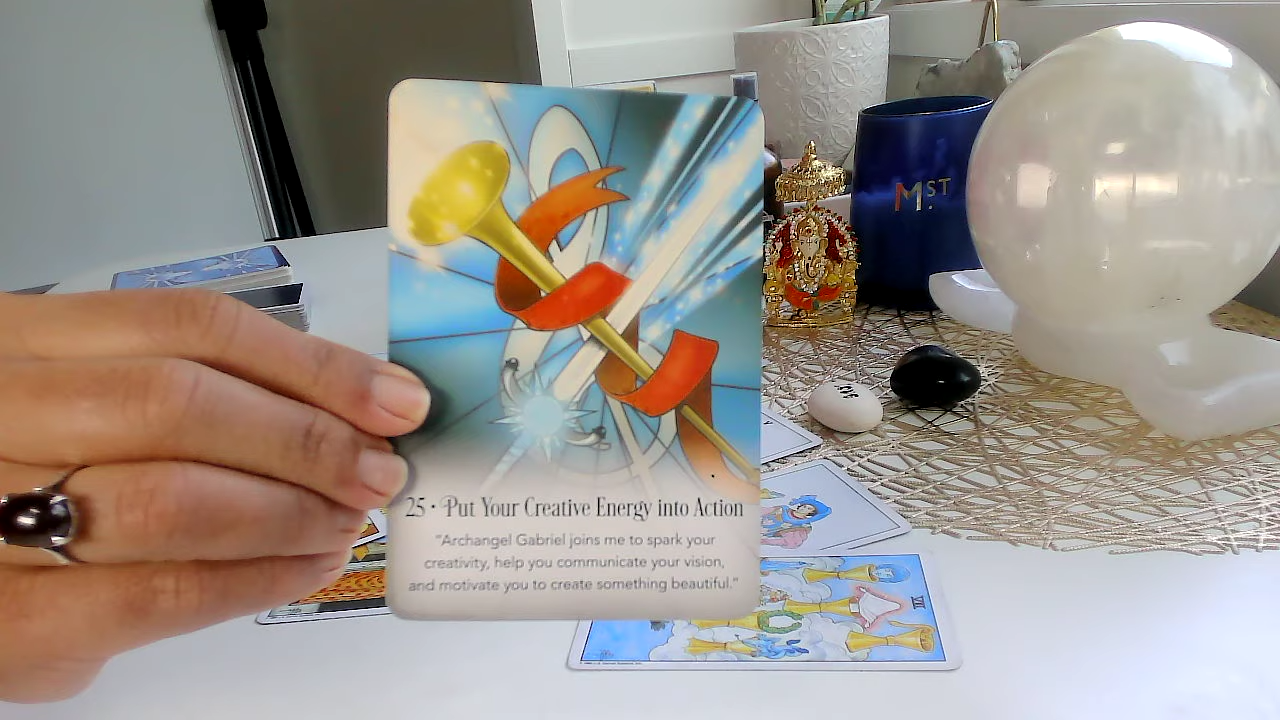 MST
25 · Put Your Creative Energy into Action
"Archangel Gabriel joins me to spark your
creativity, help you communicate your vision,
and motivate you to create something beautiful."
VII